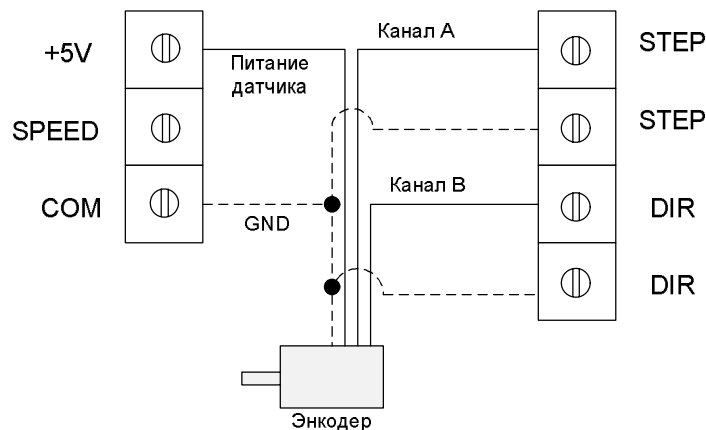 +5V
Питание
датчика
SPEED
COM
GND
Канал A
STEP
STEP
Канал B
DIR
DIR
Энкодер